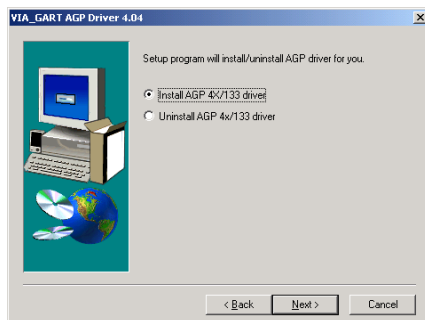 VIA_GART AGP Driver 4.04
Setup program will install/uninstall AGP driver for you.
Install AGP 4X/133 driver
Uninstall AGP 4x/133 driver
< Back
Next >
Cancel